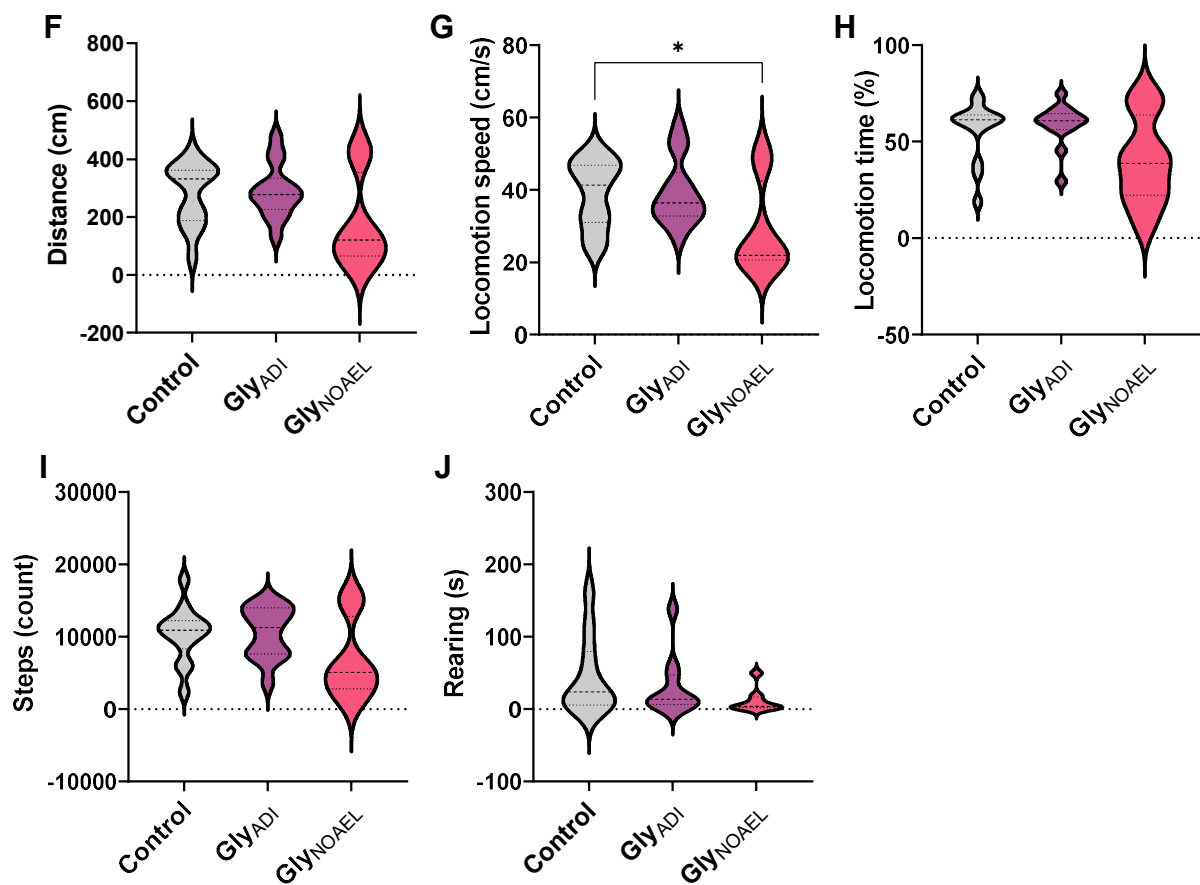 F
Distance (cm)
800
600
400
200
0
-200
Control
GlyADI
GlyNOAEL
G
Locomotion speed (cm/s)
80
60
40
20
0
*
Control
GlyADI
GlyNOAEL
H
Locomotion time (%)
100
50
0
-50
Control
GlyADI
GlyNOAEL
I
Steps (count)
30000
20000
10000
0
-10000
Control
GlyADI
GlyNOAEL
J
Rearing (s)
300
200
100
0
-100
Control
GlyADI
GlyNOAEL